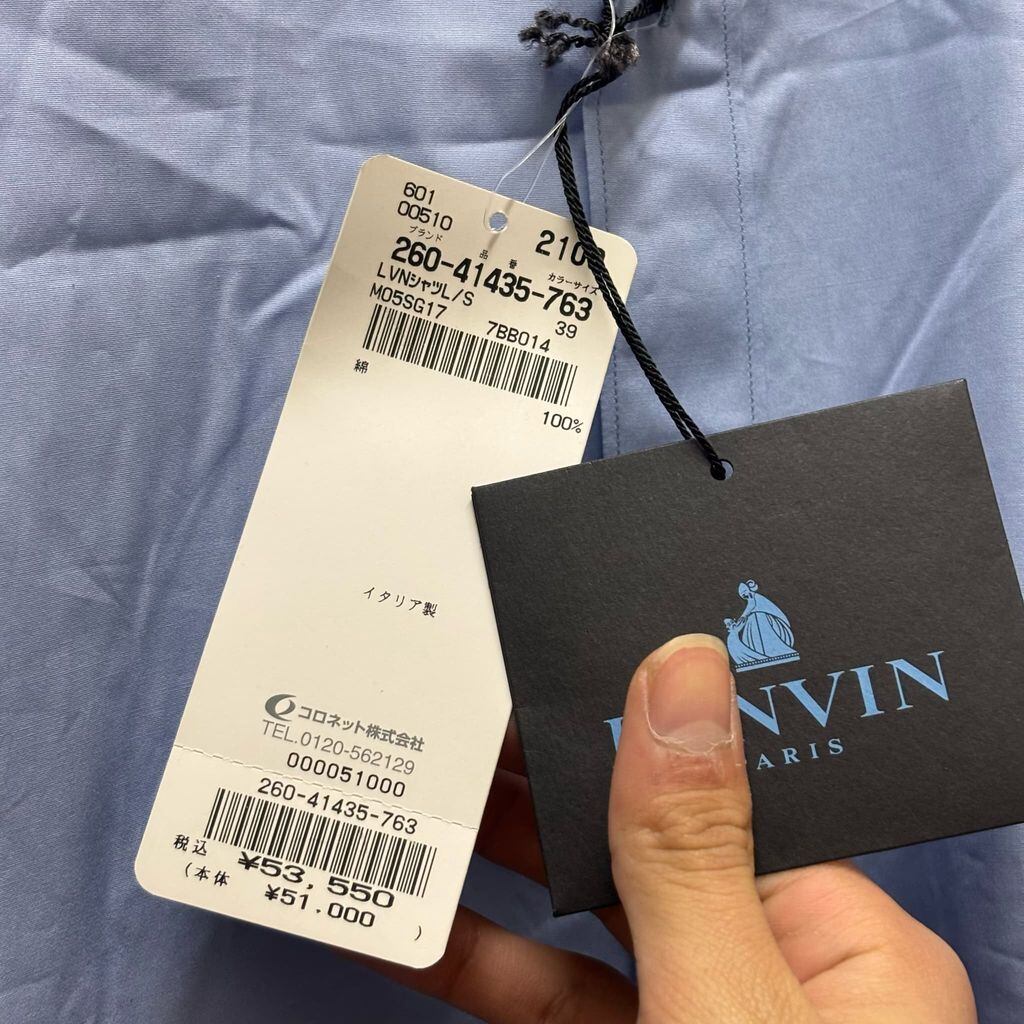 601
00510
ブランド
品番
210
カラーサイズ
260-41435-763
LVNシャツL/S
39
M05SG17
7BB014
綿
100%
イタリア製
コロネット株式会社
TEL.0120-562129
000051000
260-41435-763
税込
¥53,550
(本体 ¥51,000 )
NVIN
ARIS